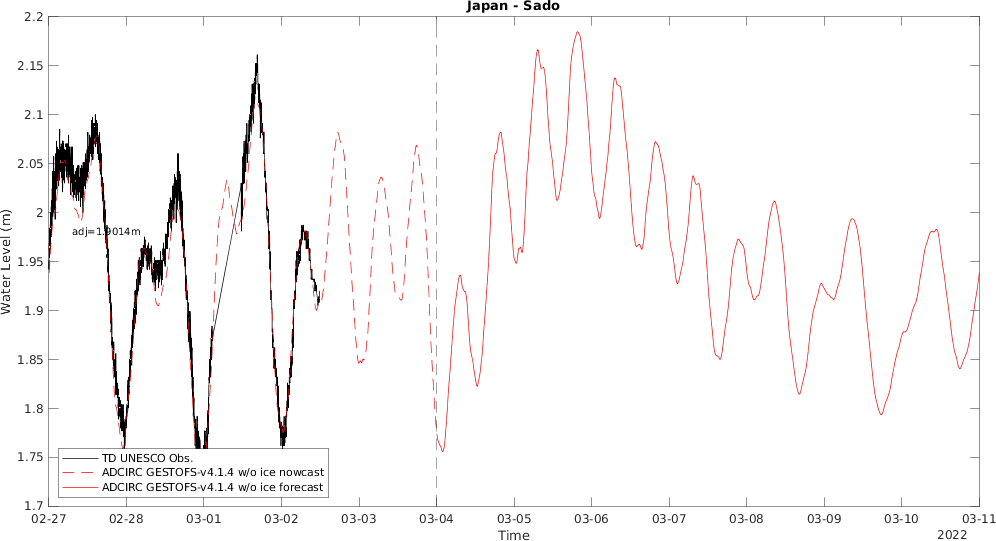 Japan - Sado
Water Level (m)
2.2
2.15
2.1
2.05
2
1.95
1.9
1.85
1.8
1.75
1.7
adj=1.9014m
TD UNESCO Obs.
ADCIRC GESTOFS-v4.1.4 w/o ice nowcast
ADCIRC GESTOFS-v4.1.4 w/o ice forecast
02-27 02-28 03-01 03-02 03-03 03-04 03-05 03-06 03-07 03-08 03-09 03-10 03-11
Time
2022